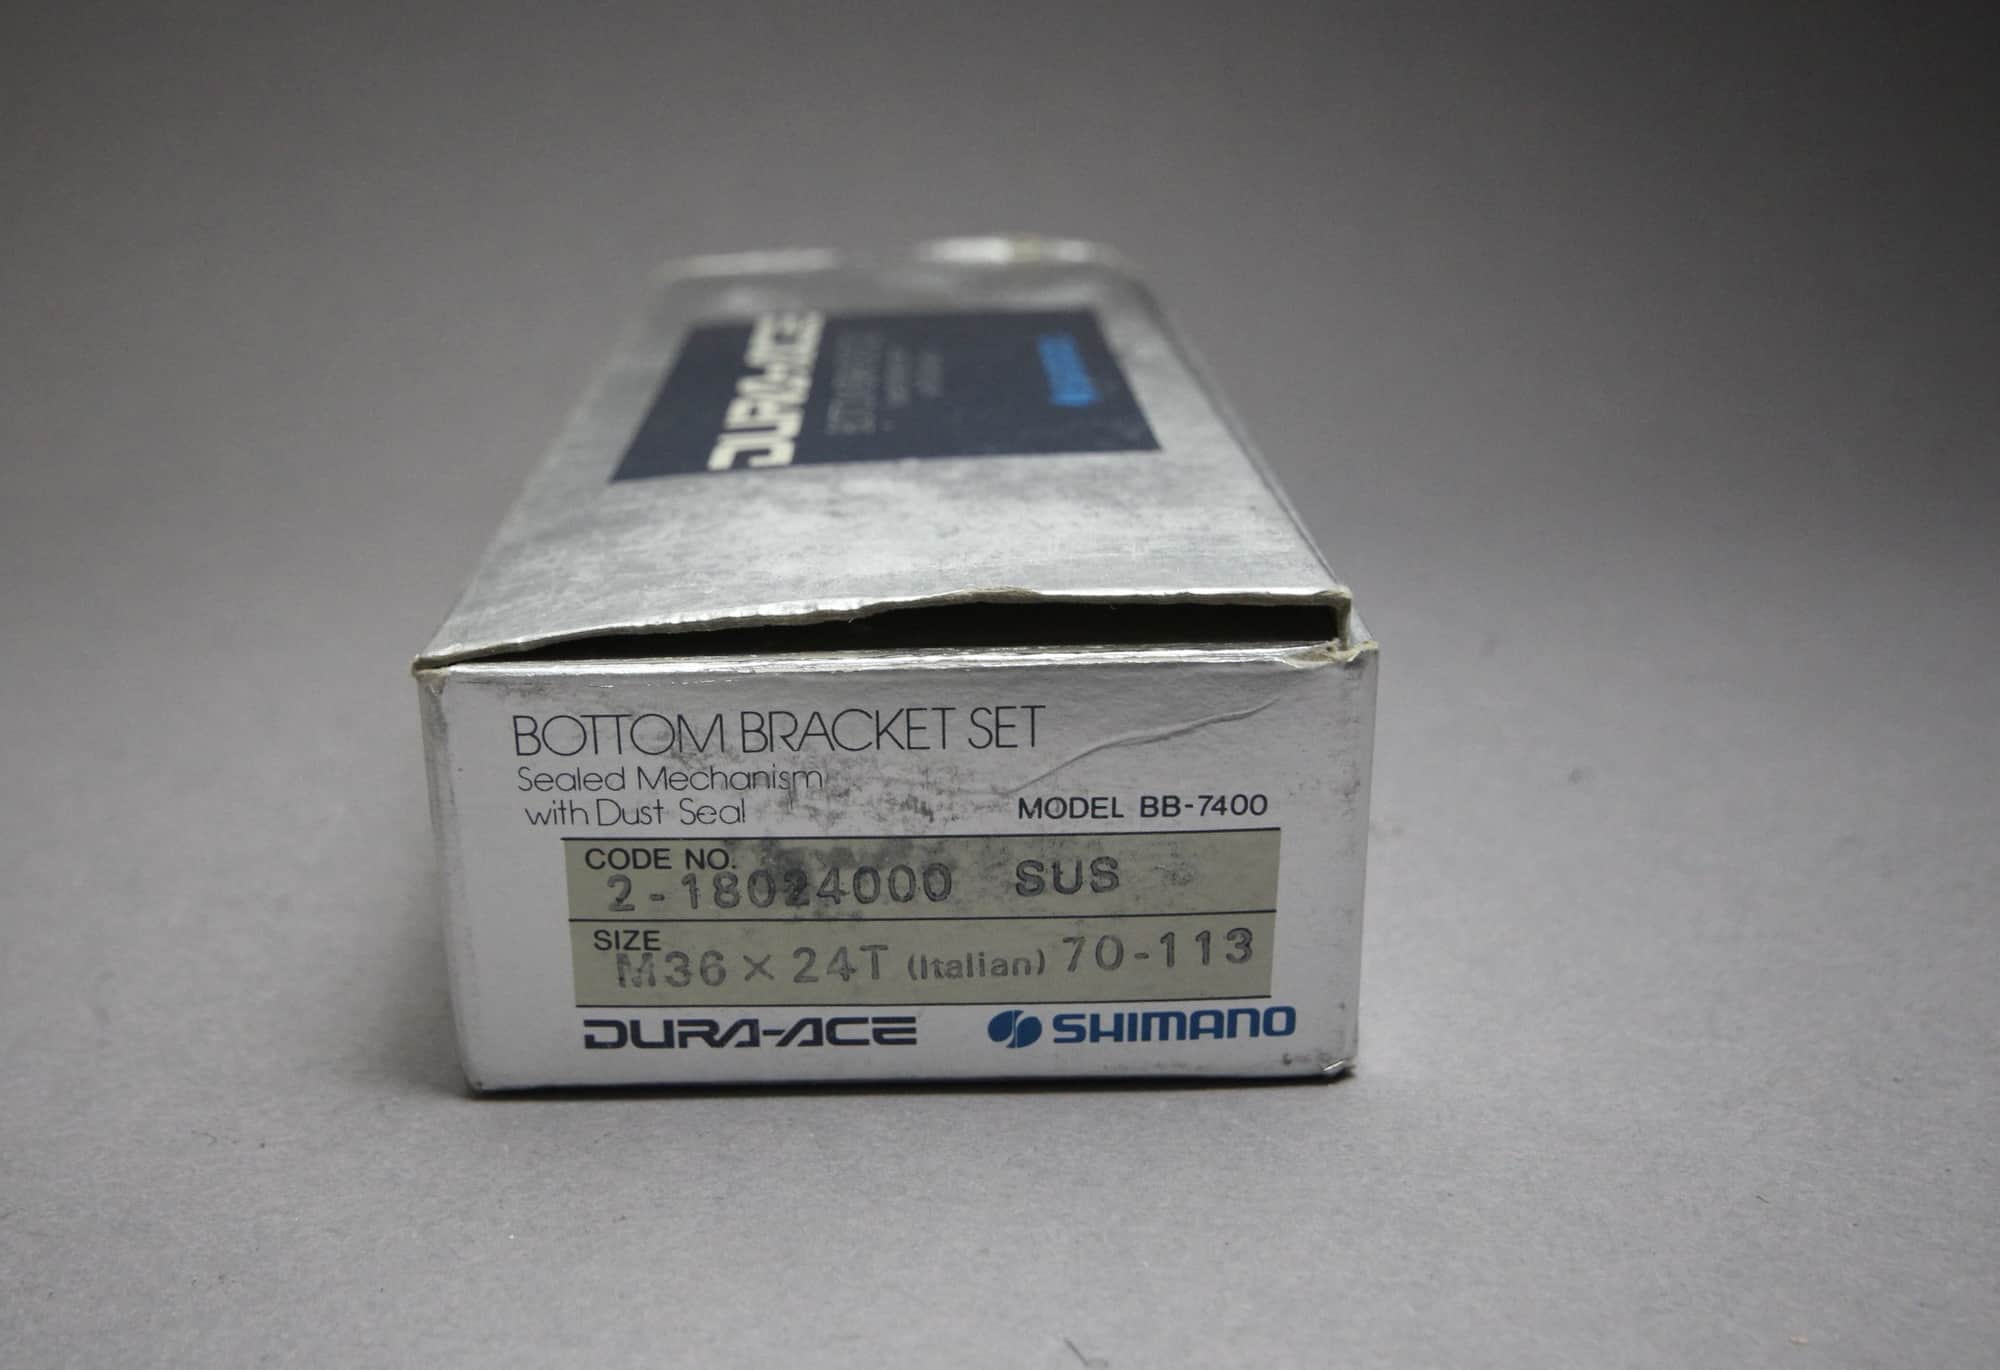 DURA-ACE
BOTTOM BRACKET SET
Sealed Mechanism
with Dust Seal
MODEL BB-7400
CODE NO.
2-18024000 SUS
SIZE
M36 × 24T (Italian) 70-113
DURA-ACE SHIMANO